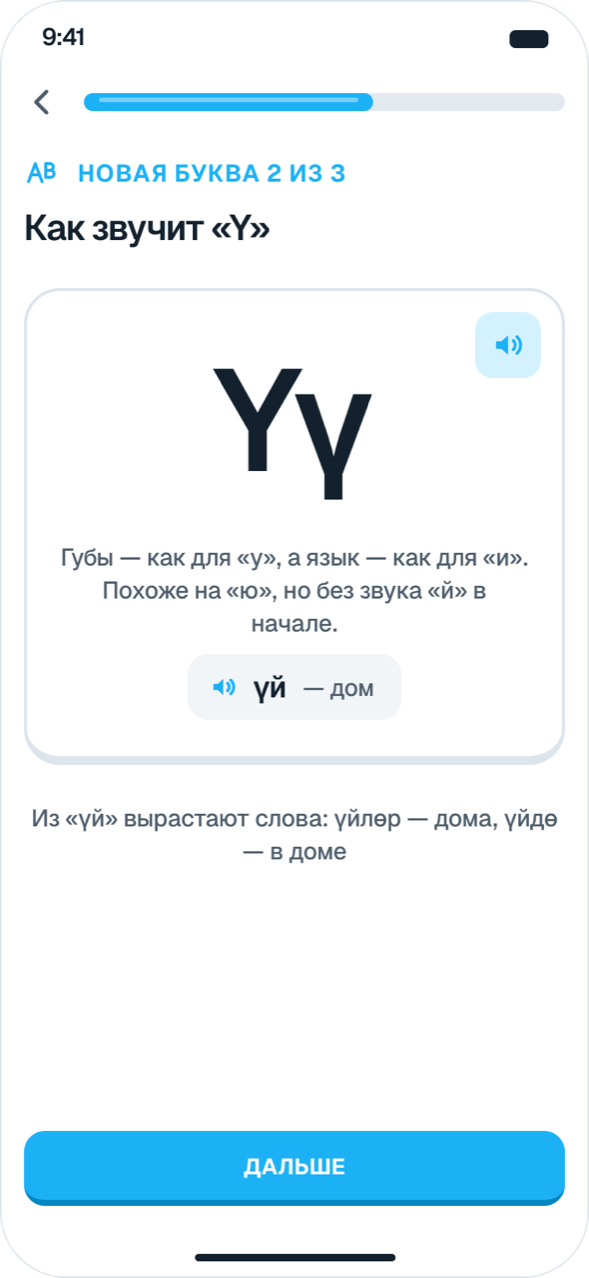 9:41
НОВАЯ БУКВА 2 ИЗ 3
Как звучит «Ү»
Үү
Губы — как для «у», а язык — как для «и».
Похоже на «ю», но без звука «й» в
начале.
үй — дом
Из «үй» вырастают слова: үйлөр — дома, үйдө
— в доме
ДАЛЬШЕ